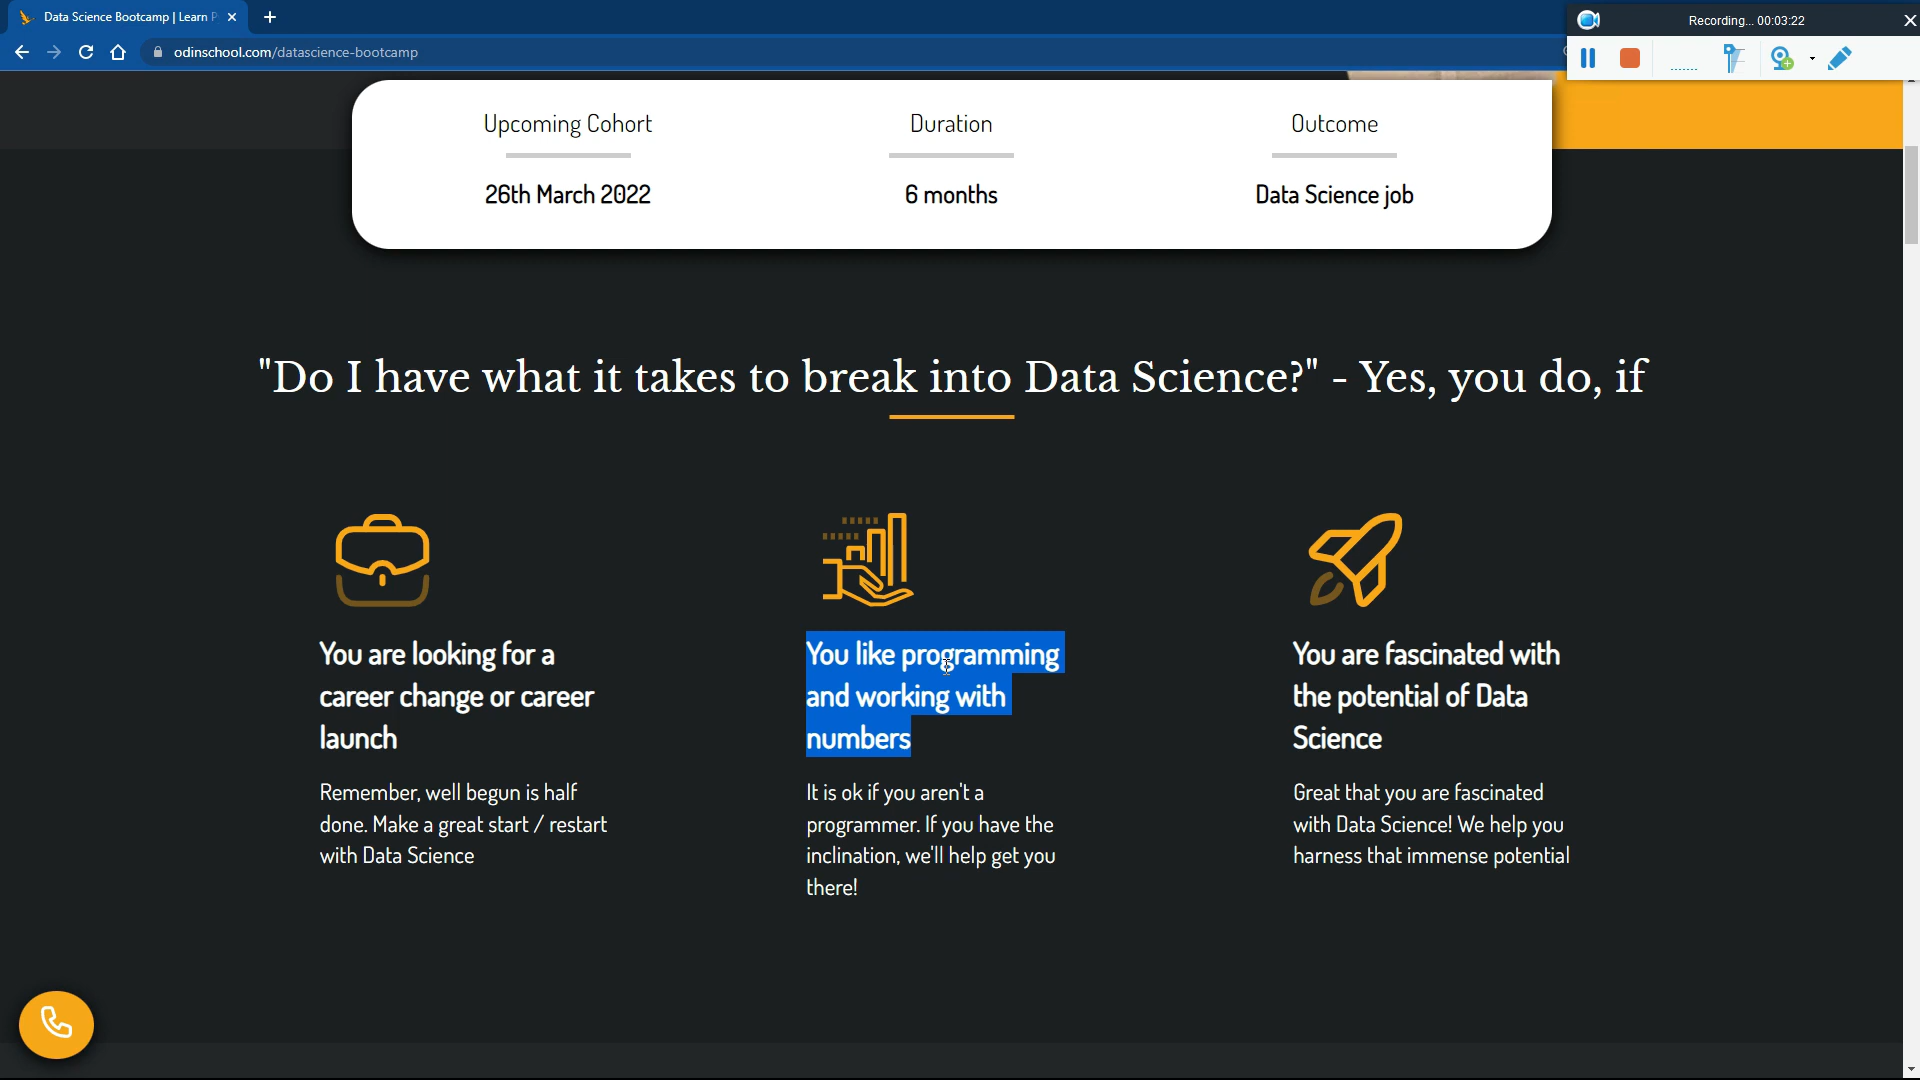 Data Science Bootcamp | Learn P
Recording... 00:03:22
odinschool.com/datascience-bootcamp
Upcoming Cohort
Duration
Outcome
26th March 2022
6 months
Data Science job
"Do I have what it takes to break into Data Science?" - Yes, you do, if
You are looking for a
career change or career
launch
Remember, well begun is half
done. Make a great start / restart
with Data Science
You like programming
and working with
numbers
It is ok if you aren't a
programmer. If you have the
inclination, we'll help get you
there!
You are fascinated with
the potential of Data
Science
Great that you are fascinated
with Data Science! We help you
harness that immense potential